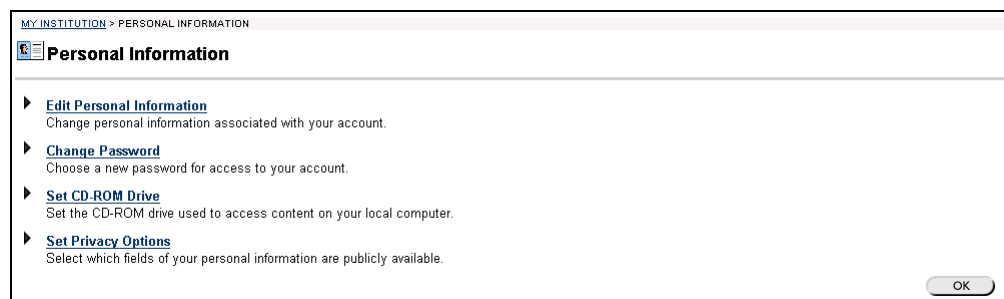 MY INSTITUTION > PERSONAL INFORMATION
Personal Information
Edit Personal Information
Change personal information associated with your account.
Change Password
Choose a new password for access to your account.
Set CD-ROM Drive
Set the CD-ROM drive used to access content on your local computer.
Set Privacy Options
Select which fields of your personal information are publicly available.
OK